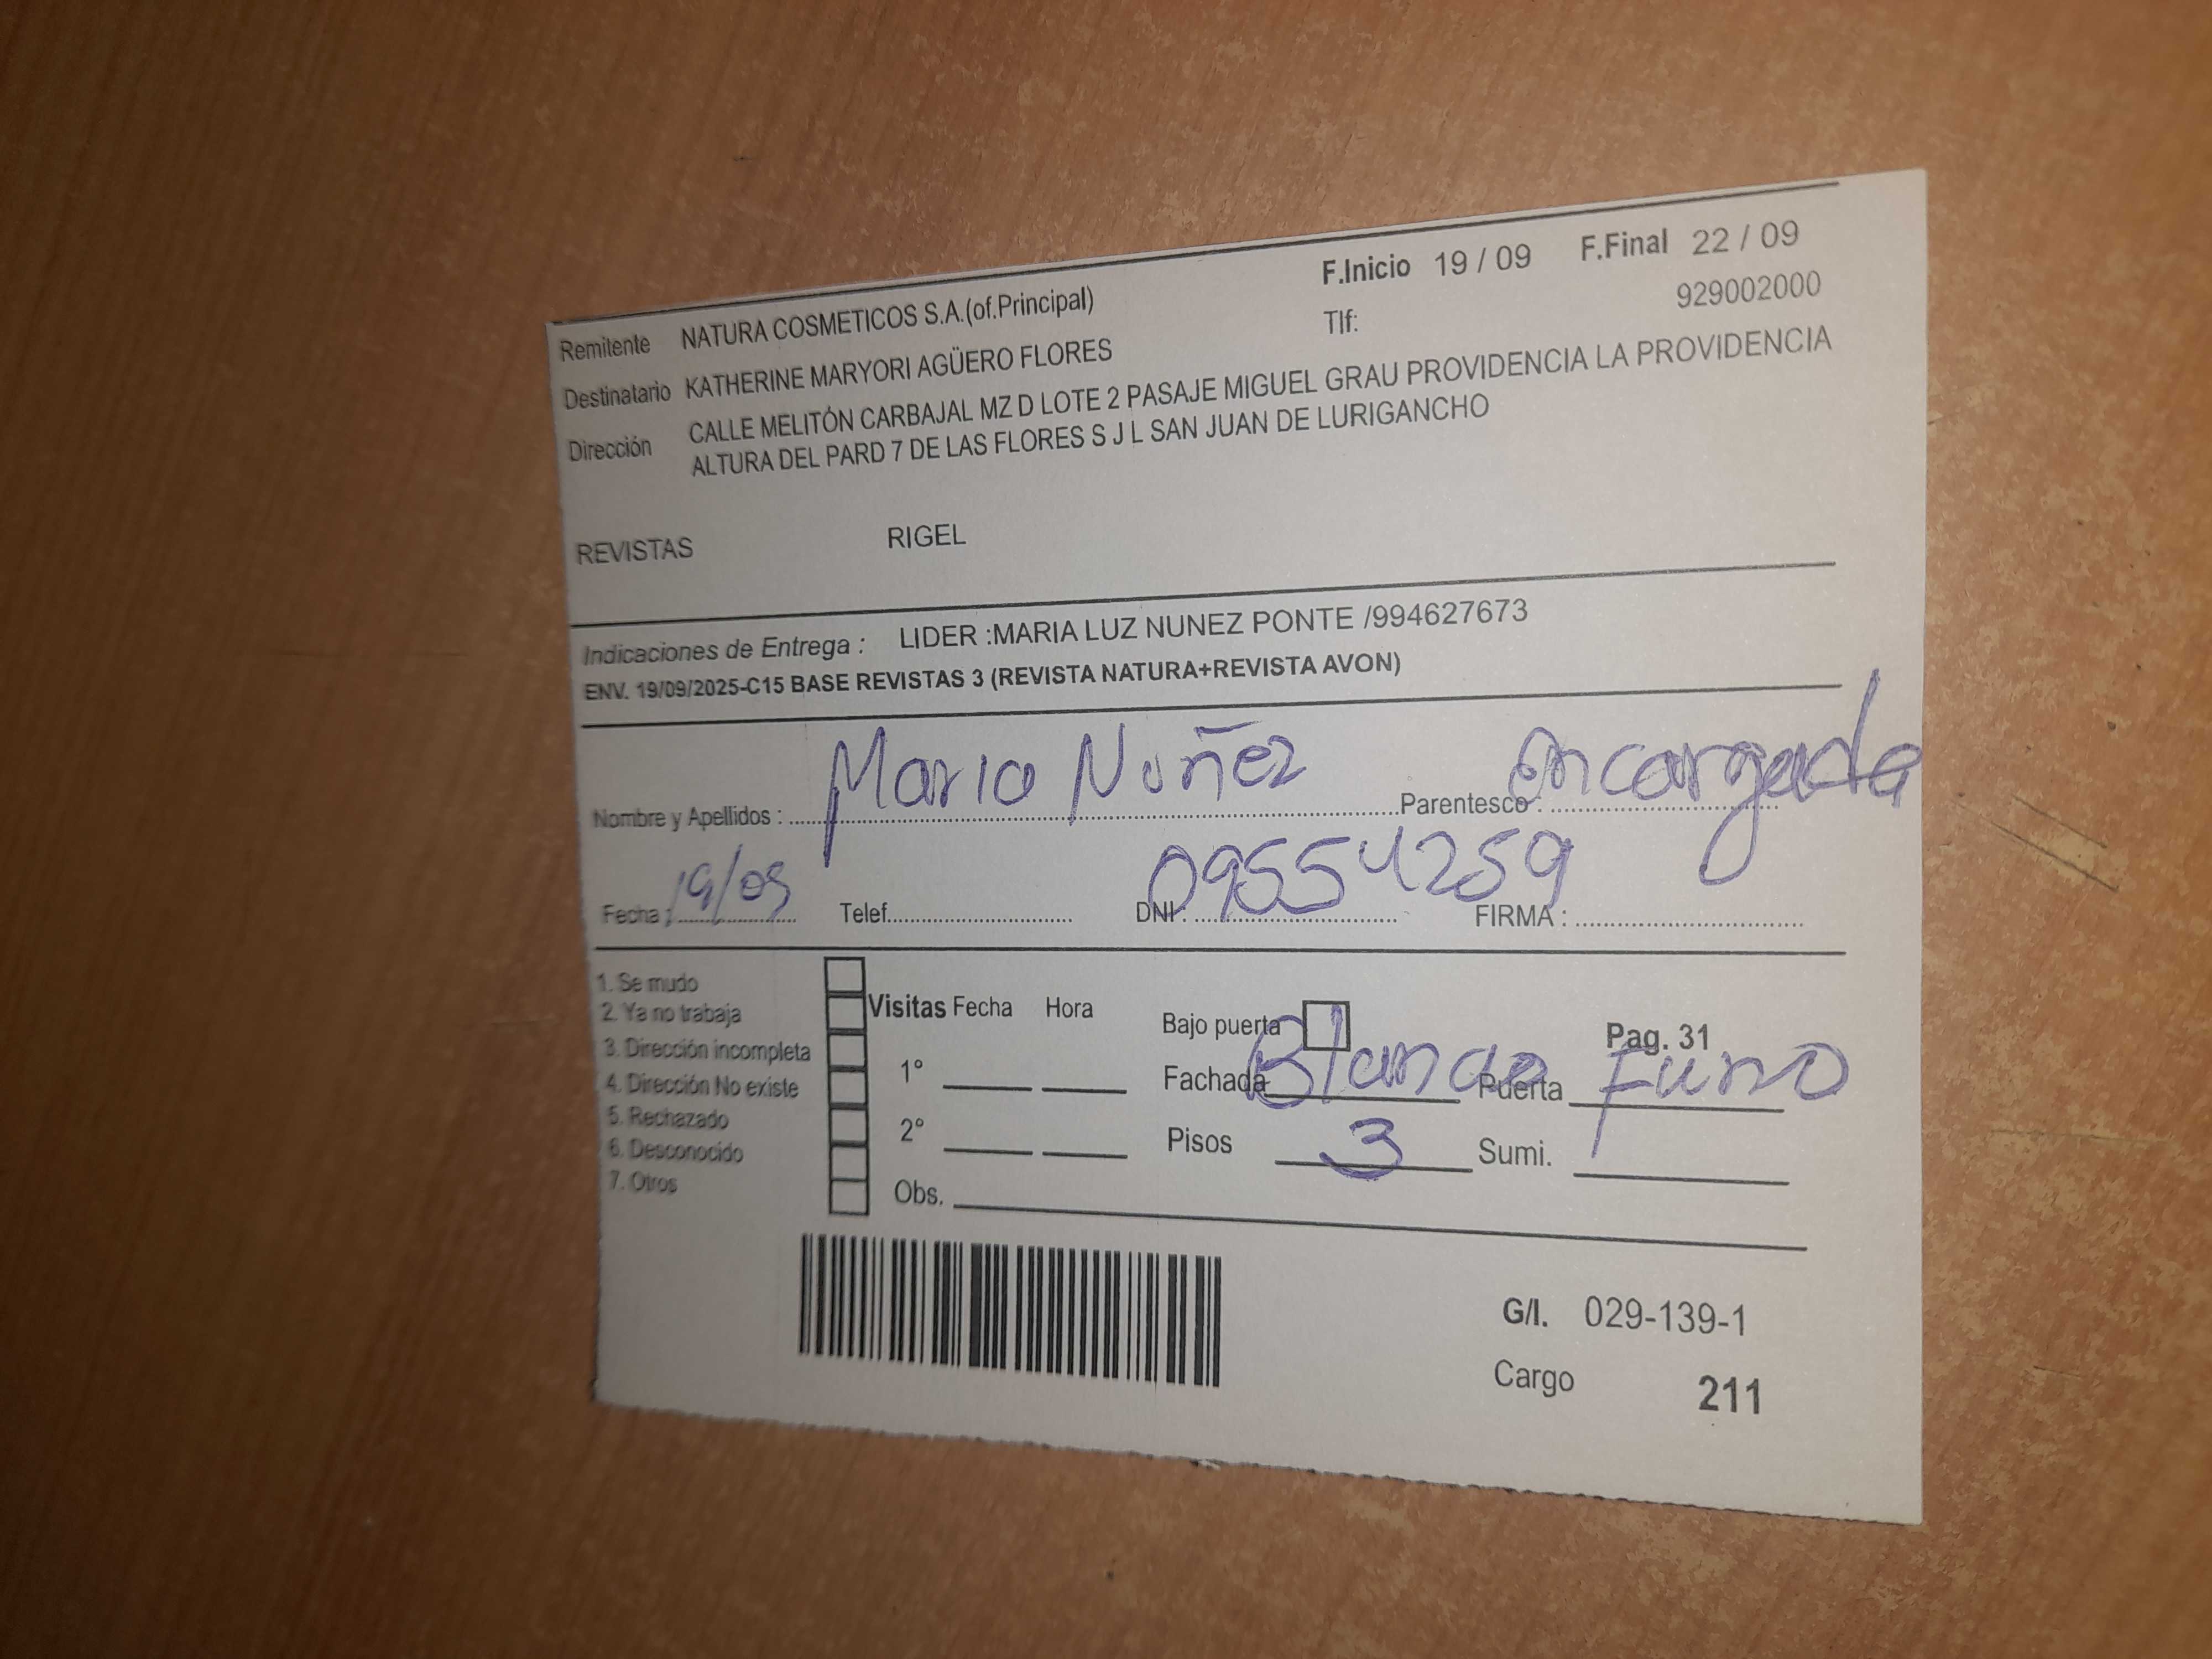 F.Inicio 19 / 09 F.Final 22 / 09
Remitente NATURA COSMETICOS S.A.(of.Principal) Tlf: 929002000
Destinatario KATHERINE MARYORI AGÜERO FLORES
Dirección CALLE MELITÓN CARBAJAL MZ D LOTE 2 PASAJE MIGUEL GRAU PROVIDENCIA LA PROVIDENCIA
ALTURA DEL PARD 7 DE LAS FLORES S J L SAN JUAN DE LURIGANCHO
REVISTAS RIGEL
Indicaciones de Entrega : LIDER :MARIA LUZ NUNEZ PONTE /994627673
ENV. 19/09/2025-C15 BASE REVISTAS 3 (REVISTA NATURA+REVISTA AVON)
Nombre y Apellidos : Maria Nuñez Parentesco : encargada
Fecha : 19/09 Telef. DNI : 09554259 FIRMA :
1. Se mudo
2. Ya no trabaja
3. Dirección incompleta
4. Dirección No existe
5. Rechazado
6. Desconocido
7. Otros
Visitas Fecha Hora
1°
2°
Obs.
Bajo puerta Pag. 31
Fachada Blanco Puerta
Pisos 3 Sumi.
G/I. 029-139-1
Cargo 211